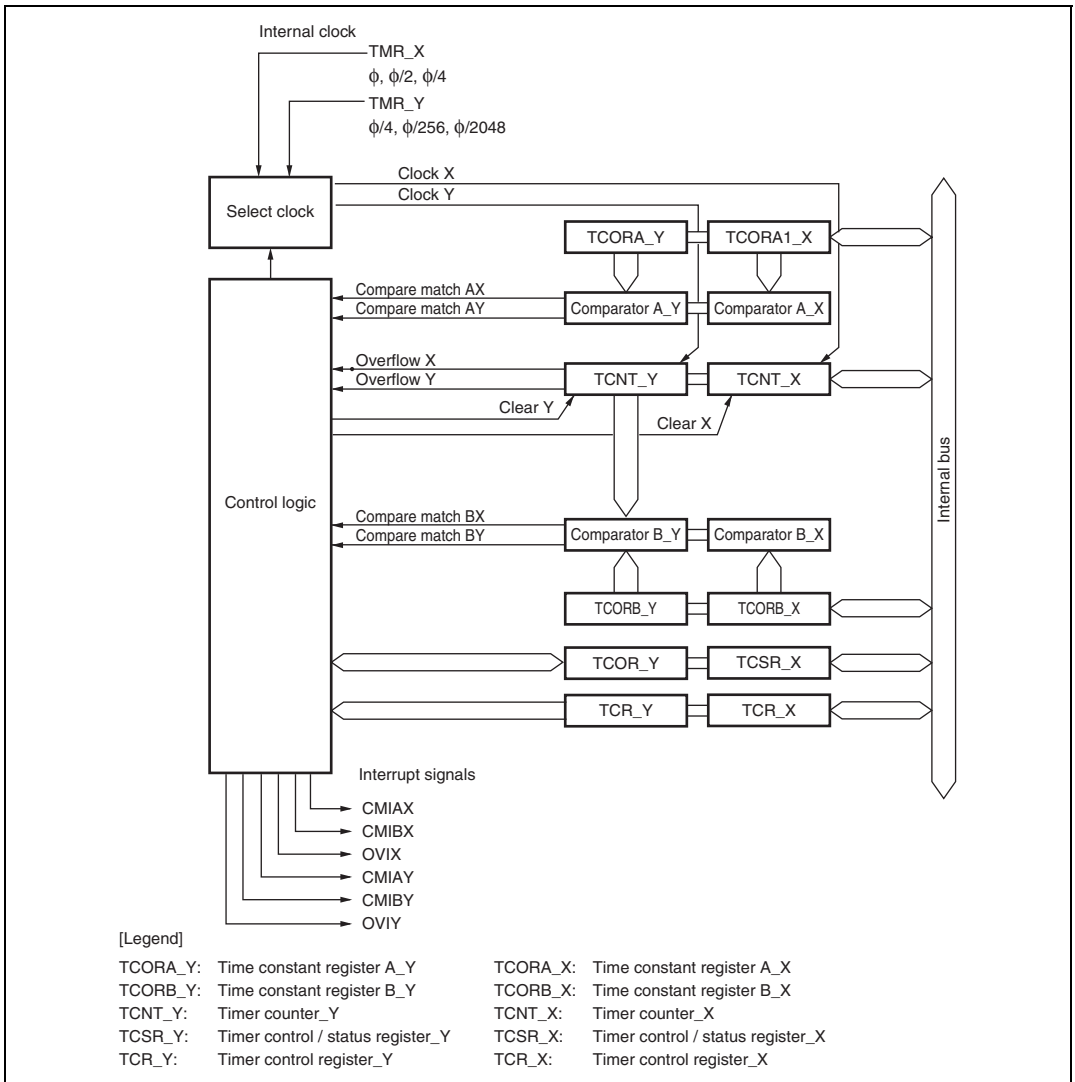 Internal clock
TMR_X
ϕ, ϕ/2, ϕ/4
TMR_Y
ϕ/4, ϕ/256, ϕ/2048
Clock X
Clock Y
Select clock
TCORA_Y
TCORA1_X
Compare match AX
Compare match AY
Comparator A_Y
Comparator A_X
Overflow X
Overflow Y
TCNT_Y
TCNT_X
Clear Y
Clear X
Control logic
Internal bus
Compare match BX
Compare match BY
Comparator B_Y
Comparator B_X
TCORB_Y
TCORB_X
TCOR_Y
TCSR_X
TCR_Y
TCR_X
Interrupt signals
CMIAX
CMIBX
OVIX
CMIAY
CMIBY
OVIY
[Legend]
TCORA_Y: Time constant register A_Y
TCORB_Y: Time constant register B_Y
TCNT_Y: Timer counter_Y
TCSR_Y: Timer control / status register_Y
TCR_Y: Timer control register_Y
TCORA_X: Time constant register A_X
TCORB_X: Time constant register B_X
TCNT_X: Timer counter_X
TCSR_X: Timer control / status register_X
TCR_X: Timer control register_X